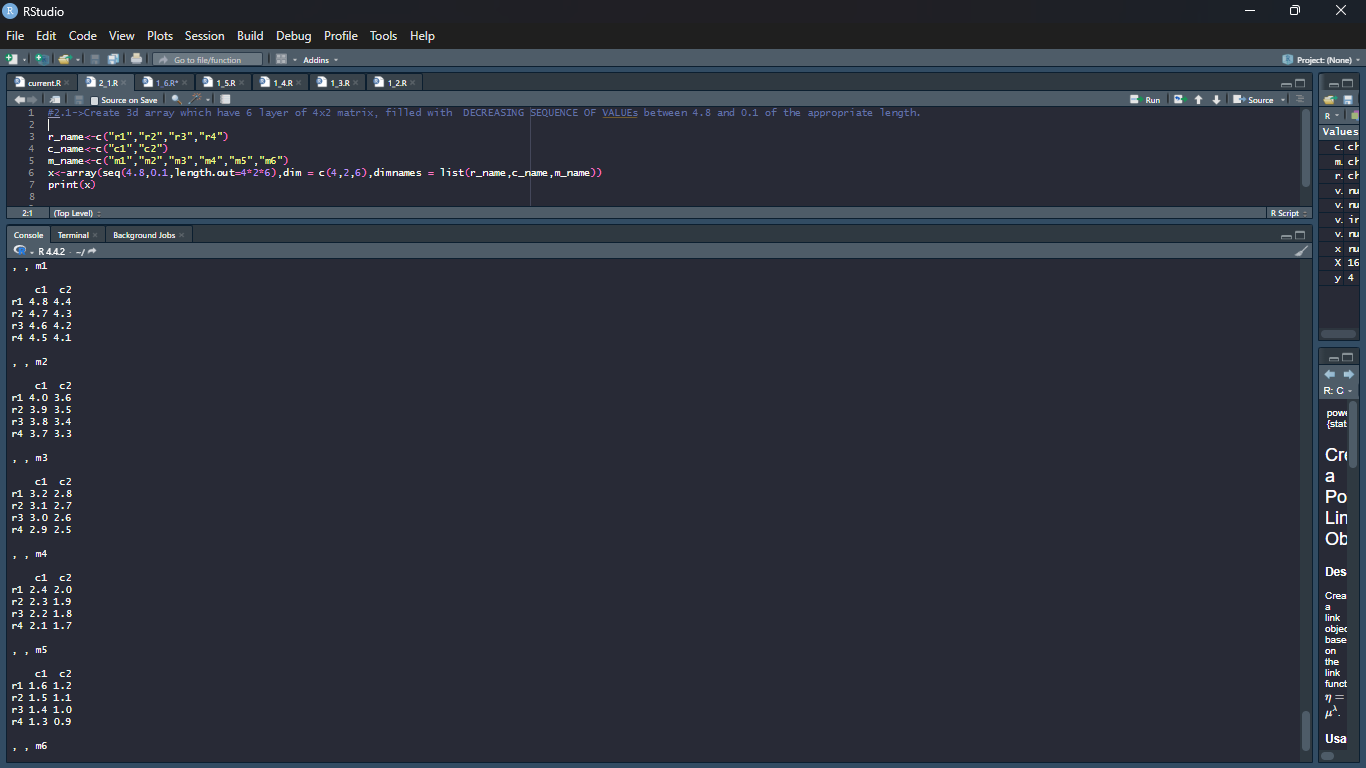 RStudio
File Edit Code View Plots Session Build Debug Profile Tools Help
Go to file/function Addins Project: (None)
current.R 2_1.R 1_6.R* 1_5.R 1_4.R 1_3.R 1_2.R
Source on Save Run Source
1 #2.1->Create 3d array which have 6 layer of 4x2 matrix, filled with DECREASING SEQUENCE OF VALUEs between 4.8 and 0.1 of the appropriate length.
2
3 r_name<-c("r1","r2","r3","r4")
4 c_name<-c("c1","c2")
5 m_name<-c("m1","m2","m3","m4","m5","m6")
6 x<-array(seq(4.8,0.1,length.out=4*2*6),dim = c(4,2,6),dimnames = list(r_name,c_name,m_name))
7 print(x)
8
2:1 (Top Level) R Script
Console Terminal Background Jobs
R 4.4.2 · ~/
, , m1
c1 c2
r1 4.8 4.4
r2 4.7 4.3
r3 4.6 4.2
r4 4.5 4.1
, , m2
c1 c2
r1 4.0 3.6
r2 3.9 3.5
r3 3.8 3.4
r4 3.7 3.3
, , m3
c1 c2
r1 3.2 2.8
r2 3.1 2.7
r3 3.0 2.6
r4 2.9 2.5
, , m4
c1 c2
r1 2.4 2.0
r2 2.3 1.9
r3 2.2 1.8
r4 2.1 1.7
, , m5
c1 c2
r1 1.6 1.2
r2 1.5 1.1
r3 1.4 1.0
r4 1.3 0.9
, , m6
R
Values
c. ch
m. ch
r. ch
v. nu
v. nu
v. ir
v. nu
x nu
X 16
y 4
R: C
pow
{stat
Cre
a
Po
Lin
Ob
Des
Crea
a
link
objec
base
on
the
link
funct
η =
μλ.
Usa